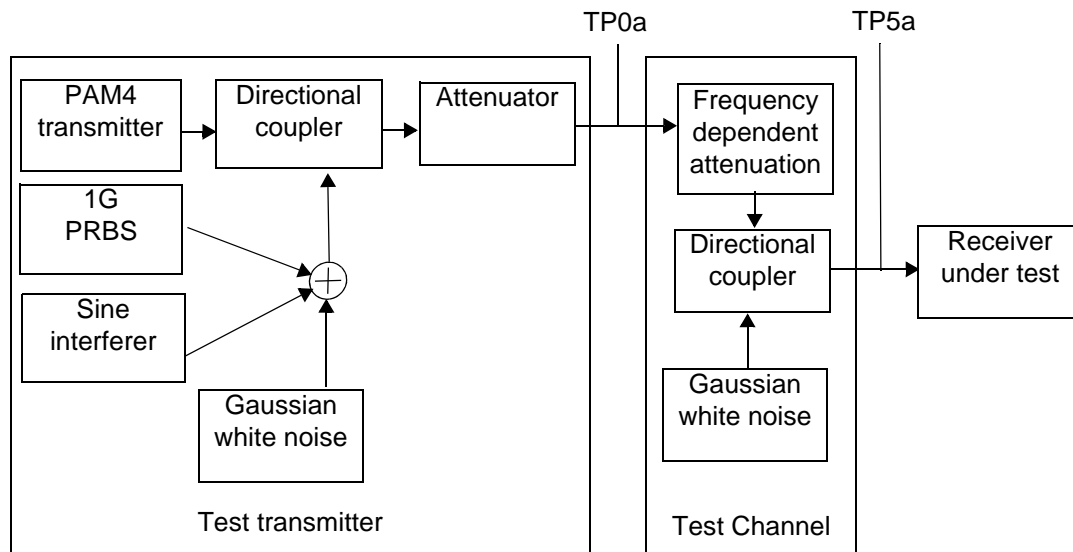 TP0a
TP5a
PAM4
transmitter
Directional
coupler
Attenuator
Frequency
dependent
attenuation
1G
PRBS
Directional
coupler
Receiver
under test
Sine
interferer
Gaussian
white noise
Gaussian
white noise
Test transmitter
Test Channel